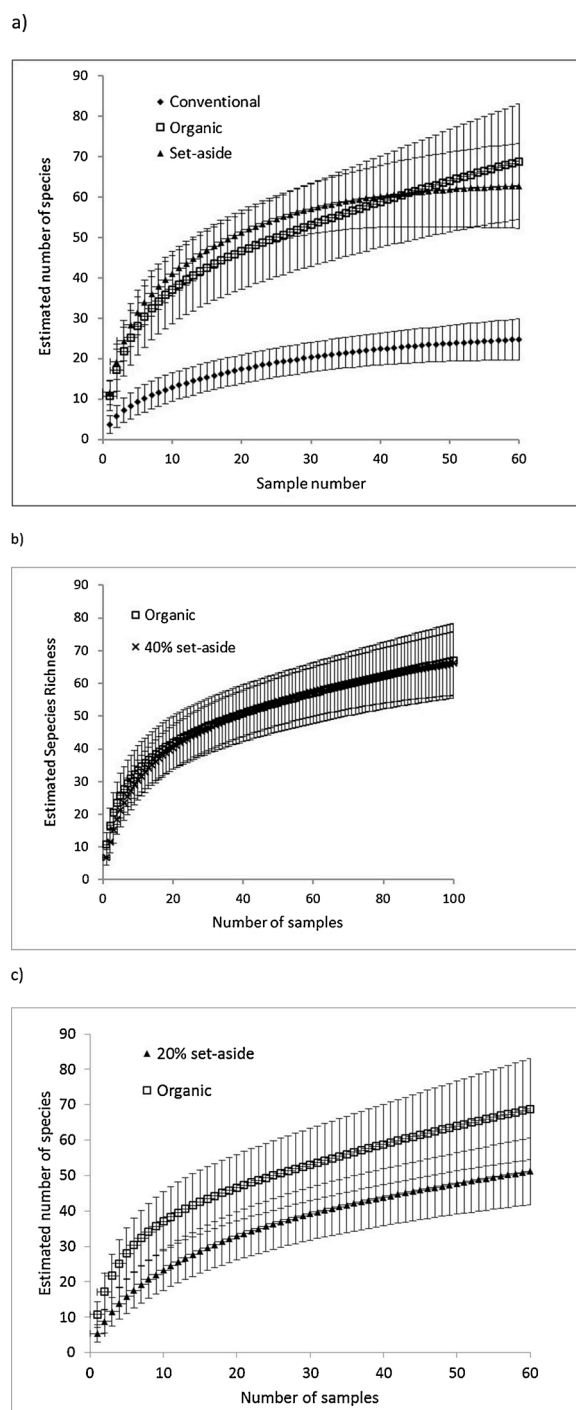 a)
90
80
70
60
50
40
30
20
10
0
Estimated number of species
Conventional
Organic
Set-aside
0 10 20 30 40 50 60
Sample number
b)
90
80
70
60
50
40
30
20
10
0
Estimated Sepecies Richness
Organic
40% set-aside
0 20 40 60 80 100
Number of samples
c)
90
80
70
60
50
40
30
20
10
0
Estimated number of species
20% set-aside
Organic
0 10 20 30 40 50 60
Number of samples